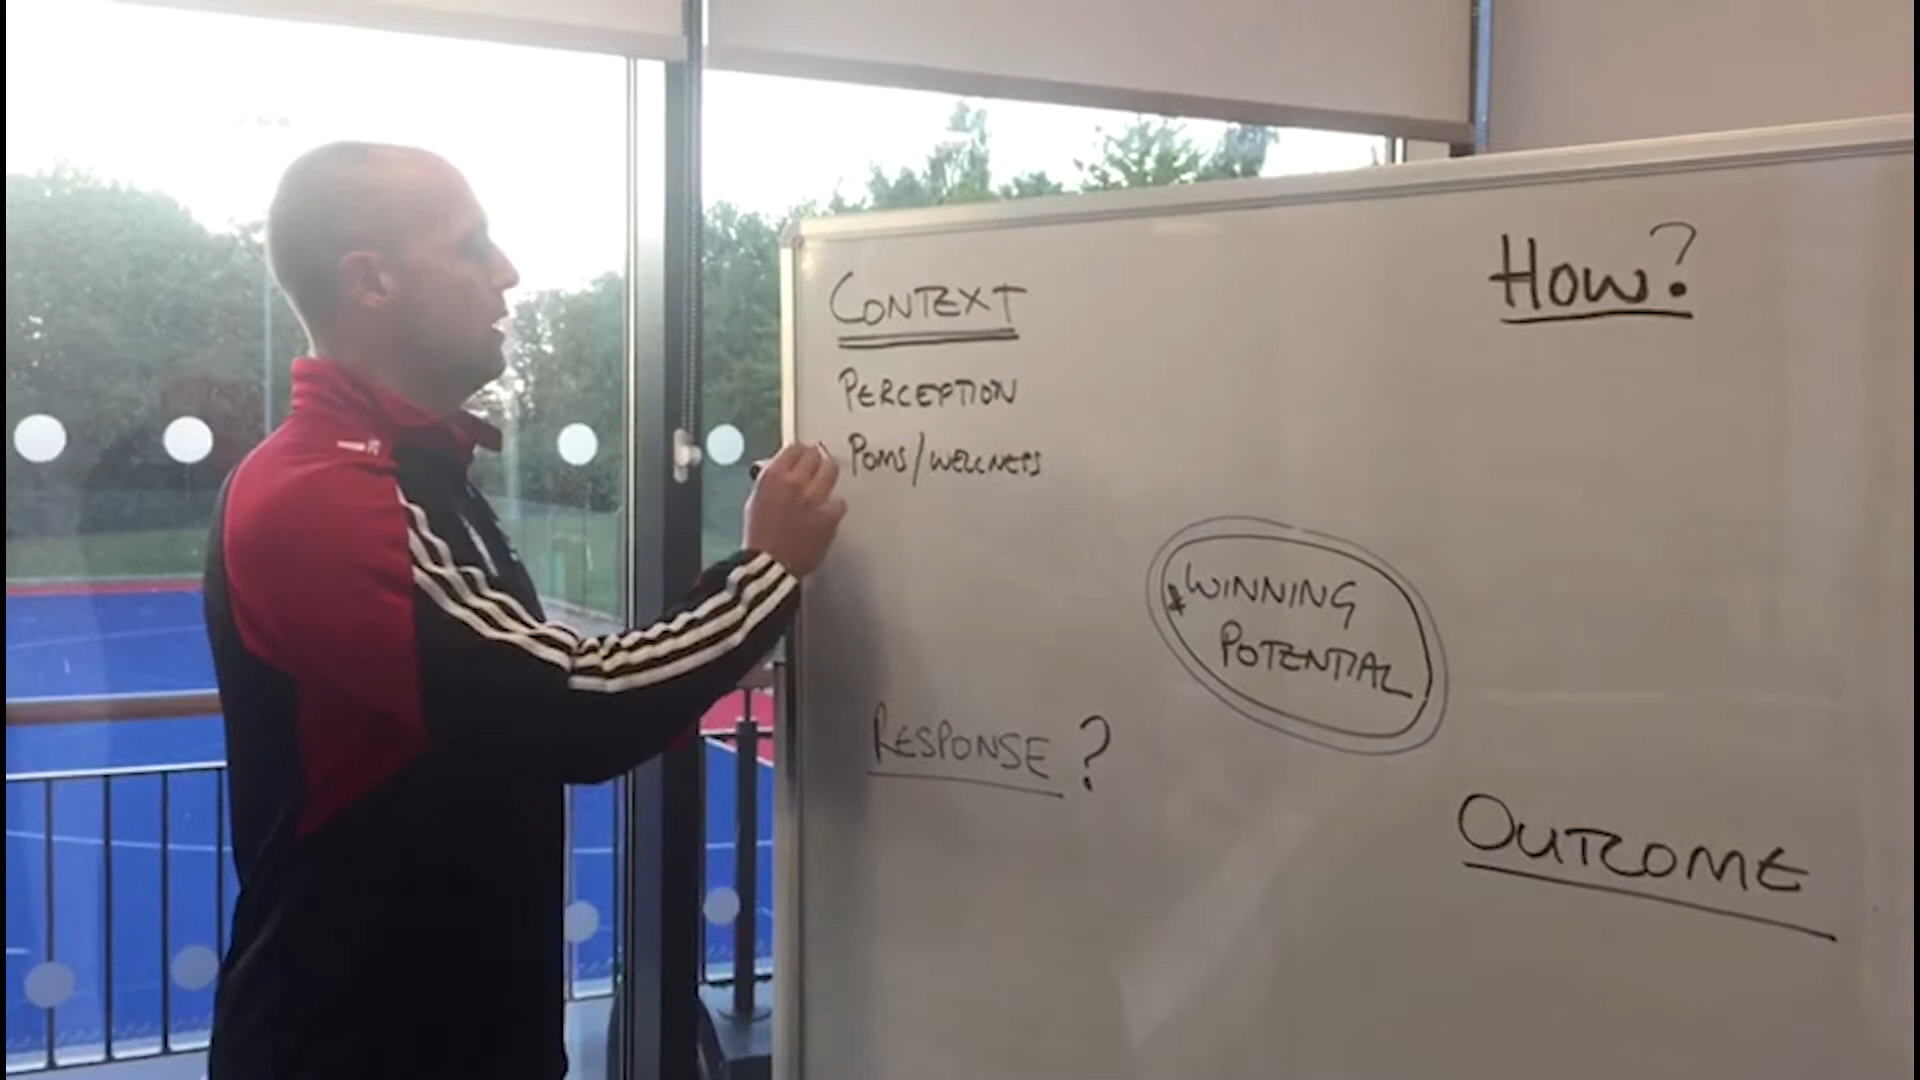 CONTEXT
PERCEPTION
POMS/WELLNESS
HOW?
WINNING
POTENTIAL
RESPONSE?
OUTCOME